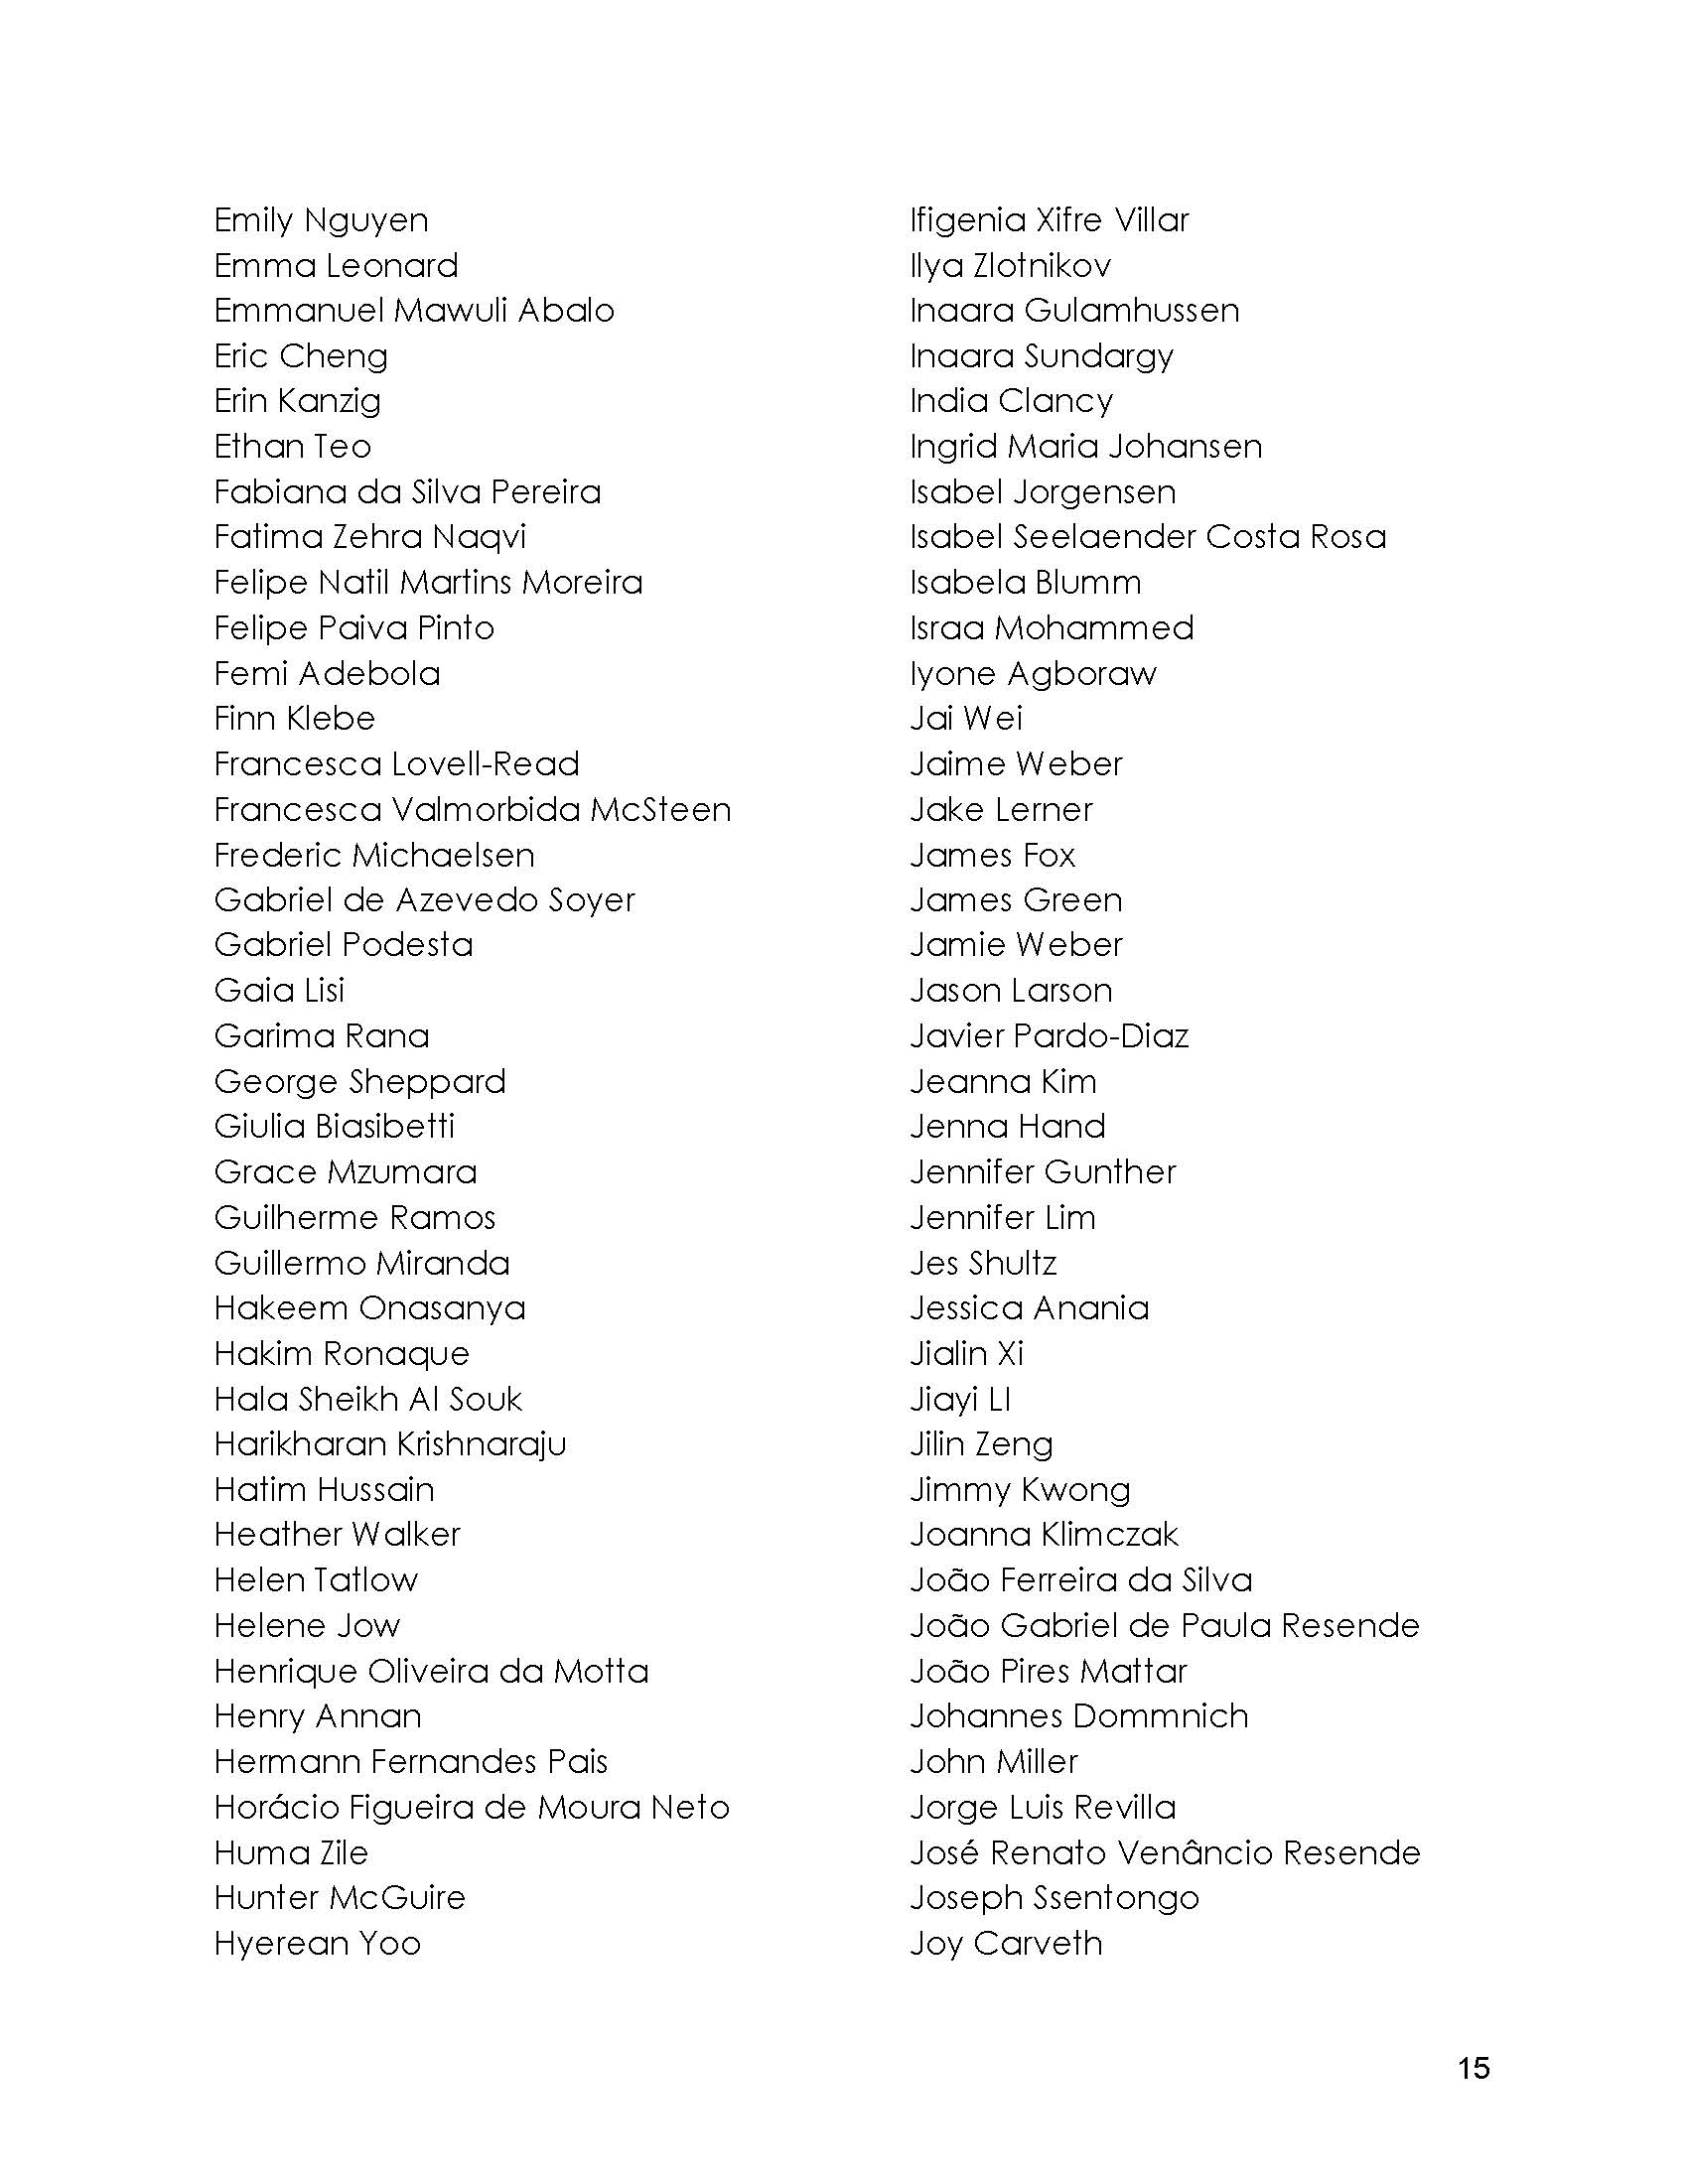 Emily Nguyen
Emma Leonard
Emmanuel Mawuli Abalo
Eric Cheng
Erin Kanzig
Ethan Teo
Fabiana da Silva Pereira
Fatima Zehra Naqvi
Felipe Natil Martins Moreira
Felipe Paiva Pinto
Femi Adebola
Finn Klebe
Francesca Lovell-Read
Francesca Valmorbida McSteen
Frederic Michaelsen
Gabriel de Azevedo Soyer
Gabriel Podesta
Gaia Lisi
Garima Rana
George Sheppard
Giulia Biasibetti
Grace Mzumara
Guilherme Ramos
Guillermo Miranda
Hakeem Onasanya
Hakim Ronaque
Hala Sheikh Al Souk
Harikharan Krishnaraju
Hatim Hussain
Heather Walker
Helen Tatlow
Helene Jow
Henrique Oliveira da Motta
Henry Annan
Hermann Fernandes Pais
Horácio Figueira de Moura Neto
Huma Zile
Hunter McGuire
Hyerean Yoo
Ifigenia Xifre Villar
Ilya Zlotnikov
Inaara Gulamhussen
Inaara Sundargy
India Clancy
Ingrid Maria Johansen
Isabel Jorgensen
Isabel Seelaender Costa Rosa
Isabela Blumm
Israa Mohammed
Iyone Agboraw
Jai Wei
Jaime Weber
Jake Lerner
James Fox
James Green
Jamie Weber
Jason Larson
Javier Pardo-Diaz
Jeanna Kim
Jenna Hand
Jennifer Gunther
Jennifer Lim
Jes Shultz
Jessica Anania
Jialin Xi
Jiayi LI
Jilin Zeng
Jimmy Kwong
Joanna Klimczak
João Ferreira da Silva
João Gabriel de Paula Resende
João Pires Mattar
Johannes Dommnich
John Miller
Jorge Luis Revilla
José Renato Venâncio Resende
Joseph Ssentongo
Joy Carveth
15